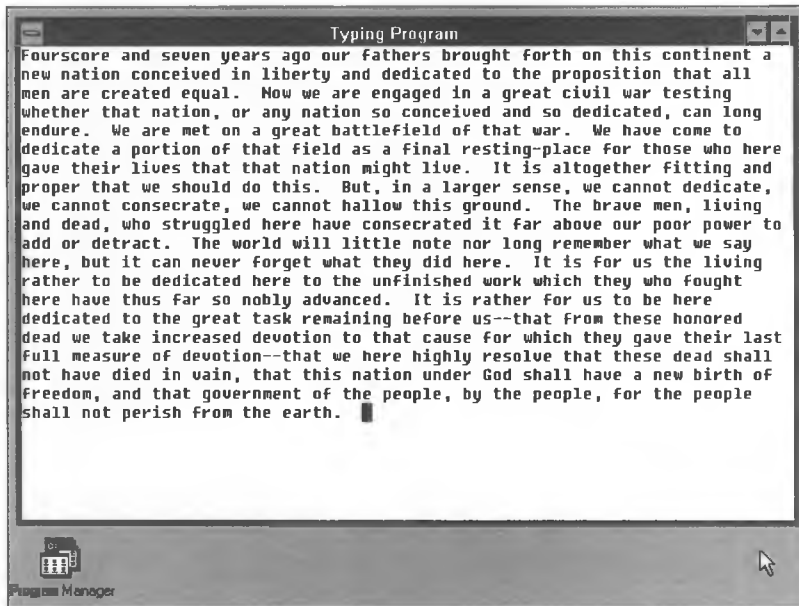 Typing Program
Fourscore and seven years ago our fathers brought forth on this continent a
new nation conceived in liberty and dedicated to the proposition that all
men are created equal.  Now we are engaged in a great civil war testing
whether that nation, or any nation so conceived and so dedicated, can long
endure.  We are met on a great battlefield of that war.  We have come to
dedicate a portion of that field as a final resting-place for those who here
gave their lives that that nation might live.  It is altogether fitting and
proper that we should do this.  But, in a larger sense, we cannot dedicate,
we cannot consecrate, we cannot hallow this ground.  The brave men, living
and dead, who struggled here have consecrated it far above our poor power to
add or detract.  The world will little note nor long remember what we say
here, but it can never forget what they did here.  It is for us the living
rather to be dedicated here to the unfinished work which they who fought
here have thus far so nobly advanced.  It is rather for us to be here
dedicated to the great task remaining before us--that from these honored
dead we take increased devotion to that cause for which they gave their last
full measure of devotion--that we here highly resolve that these dead shall
not have died in vain, that this nation under God shall have a new birth of
freedom, and that government of the people, by the people, for the people
shall not perish from the earth.
Program Manager